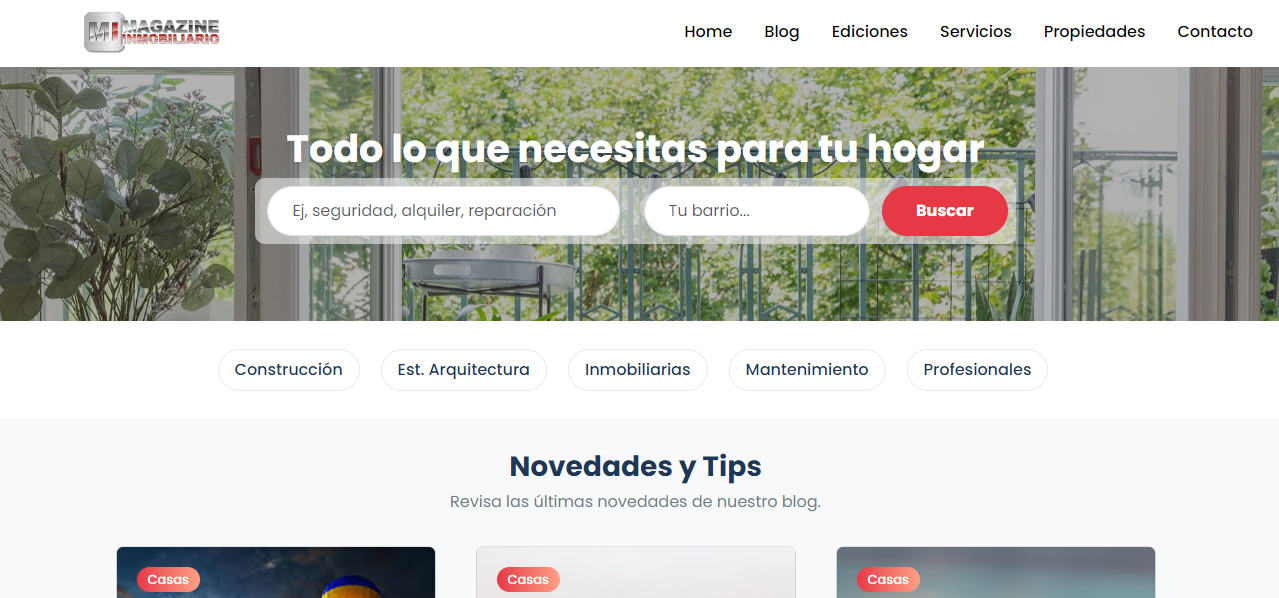 MI MAGAZINE
INMOBILIARIO
Home Blog Ediciones Servicios Propiedades Contacto
Todo lo que necesitas para tu hogar
Ej, seguridad, alquiler, reparación Tu barrio... Buscar
Construcción Est. Arquitectura Inmobiliarias Mantenimiento Profesionales
Novedades y Tips
Revisa las últimas novedades de nuestro blog.
Casas Casas Casas